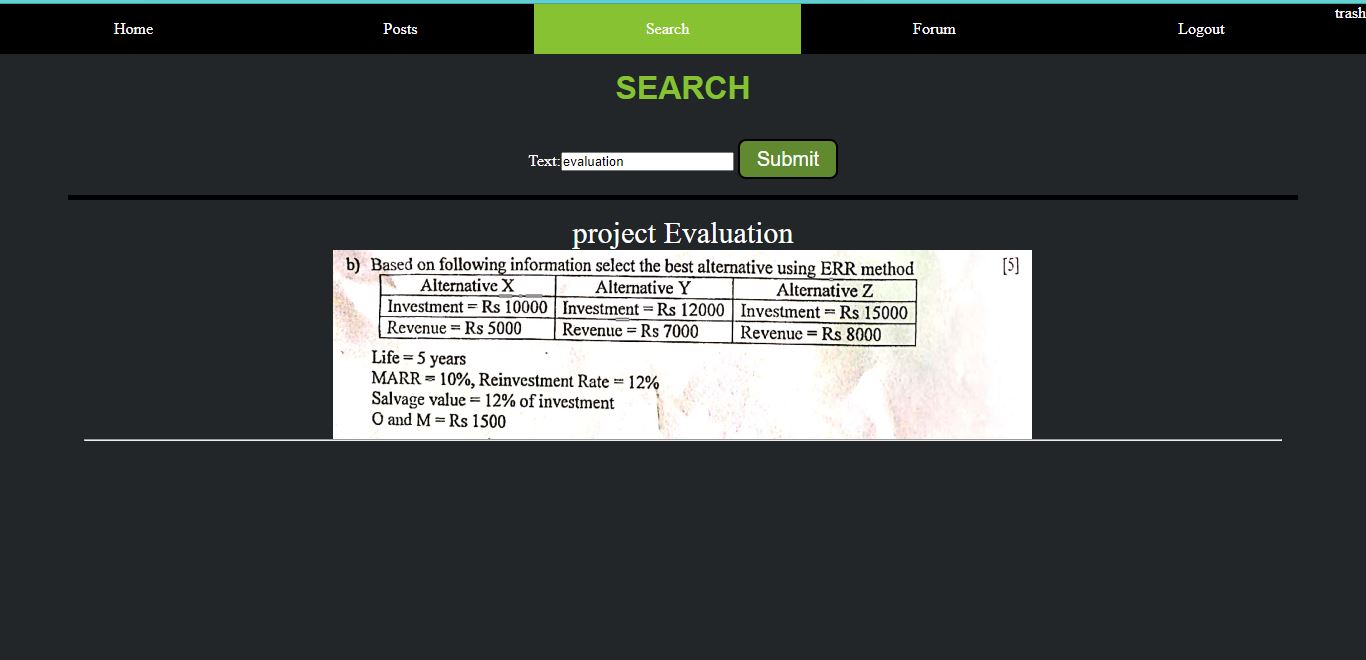 Home Posts Search Forum Logout trash
SEARCH
Text: evaluation Submit
project Evaluation
b) Based on following information select the best alternative using ERR method [5]
Alternative X Alternative Y Alternative Z
Investment = Rs 10000 Investment = Rs 12000 Investment = Rs 15000
Revenue = Rs 5000 Revenue = Rs 7000 Revenue = Rs 8000
Life = 5 years
MARR = 10%, Reinvestment Rate = 12%
Salvage value = 12% of investment
O and M = Rs 1500